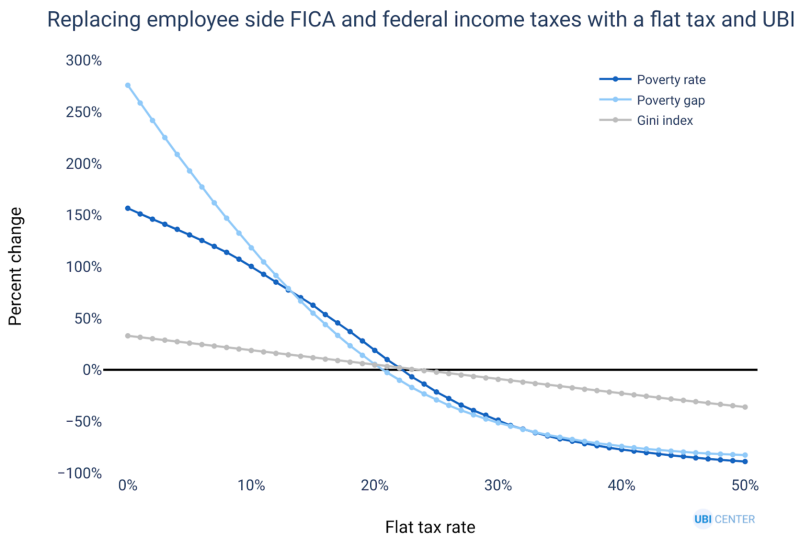 Replacing employee side FICA and federal income taxes with a flat tax and UBI
300%
250%
200%
150%
100%
50%
0%
−50%
−100%
Percent change
Poverty rate
Poverty gap
Gini index
0% 10% 20% 30% 40% 50%
Flat tax rate
UBI CENTER